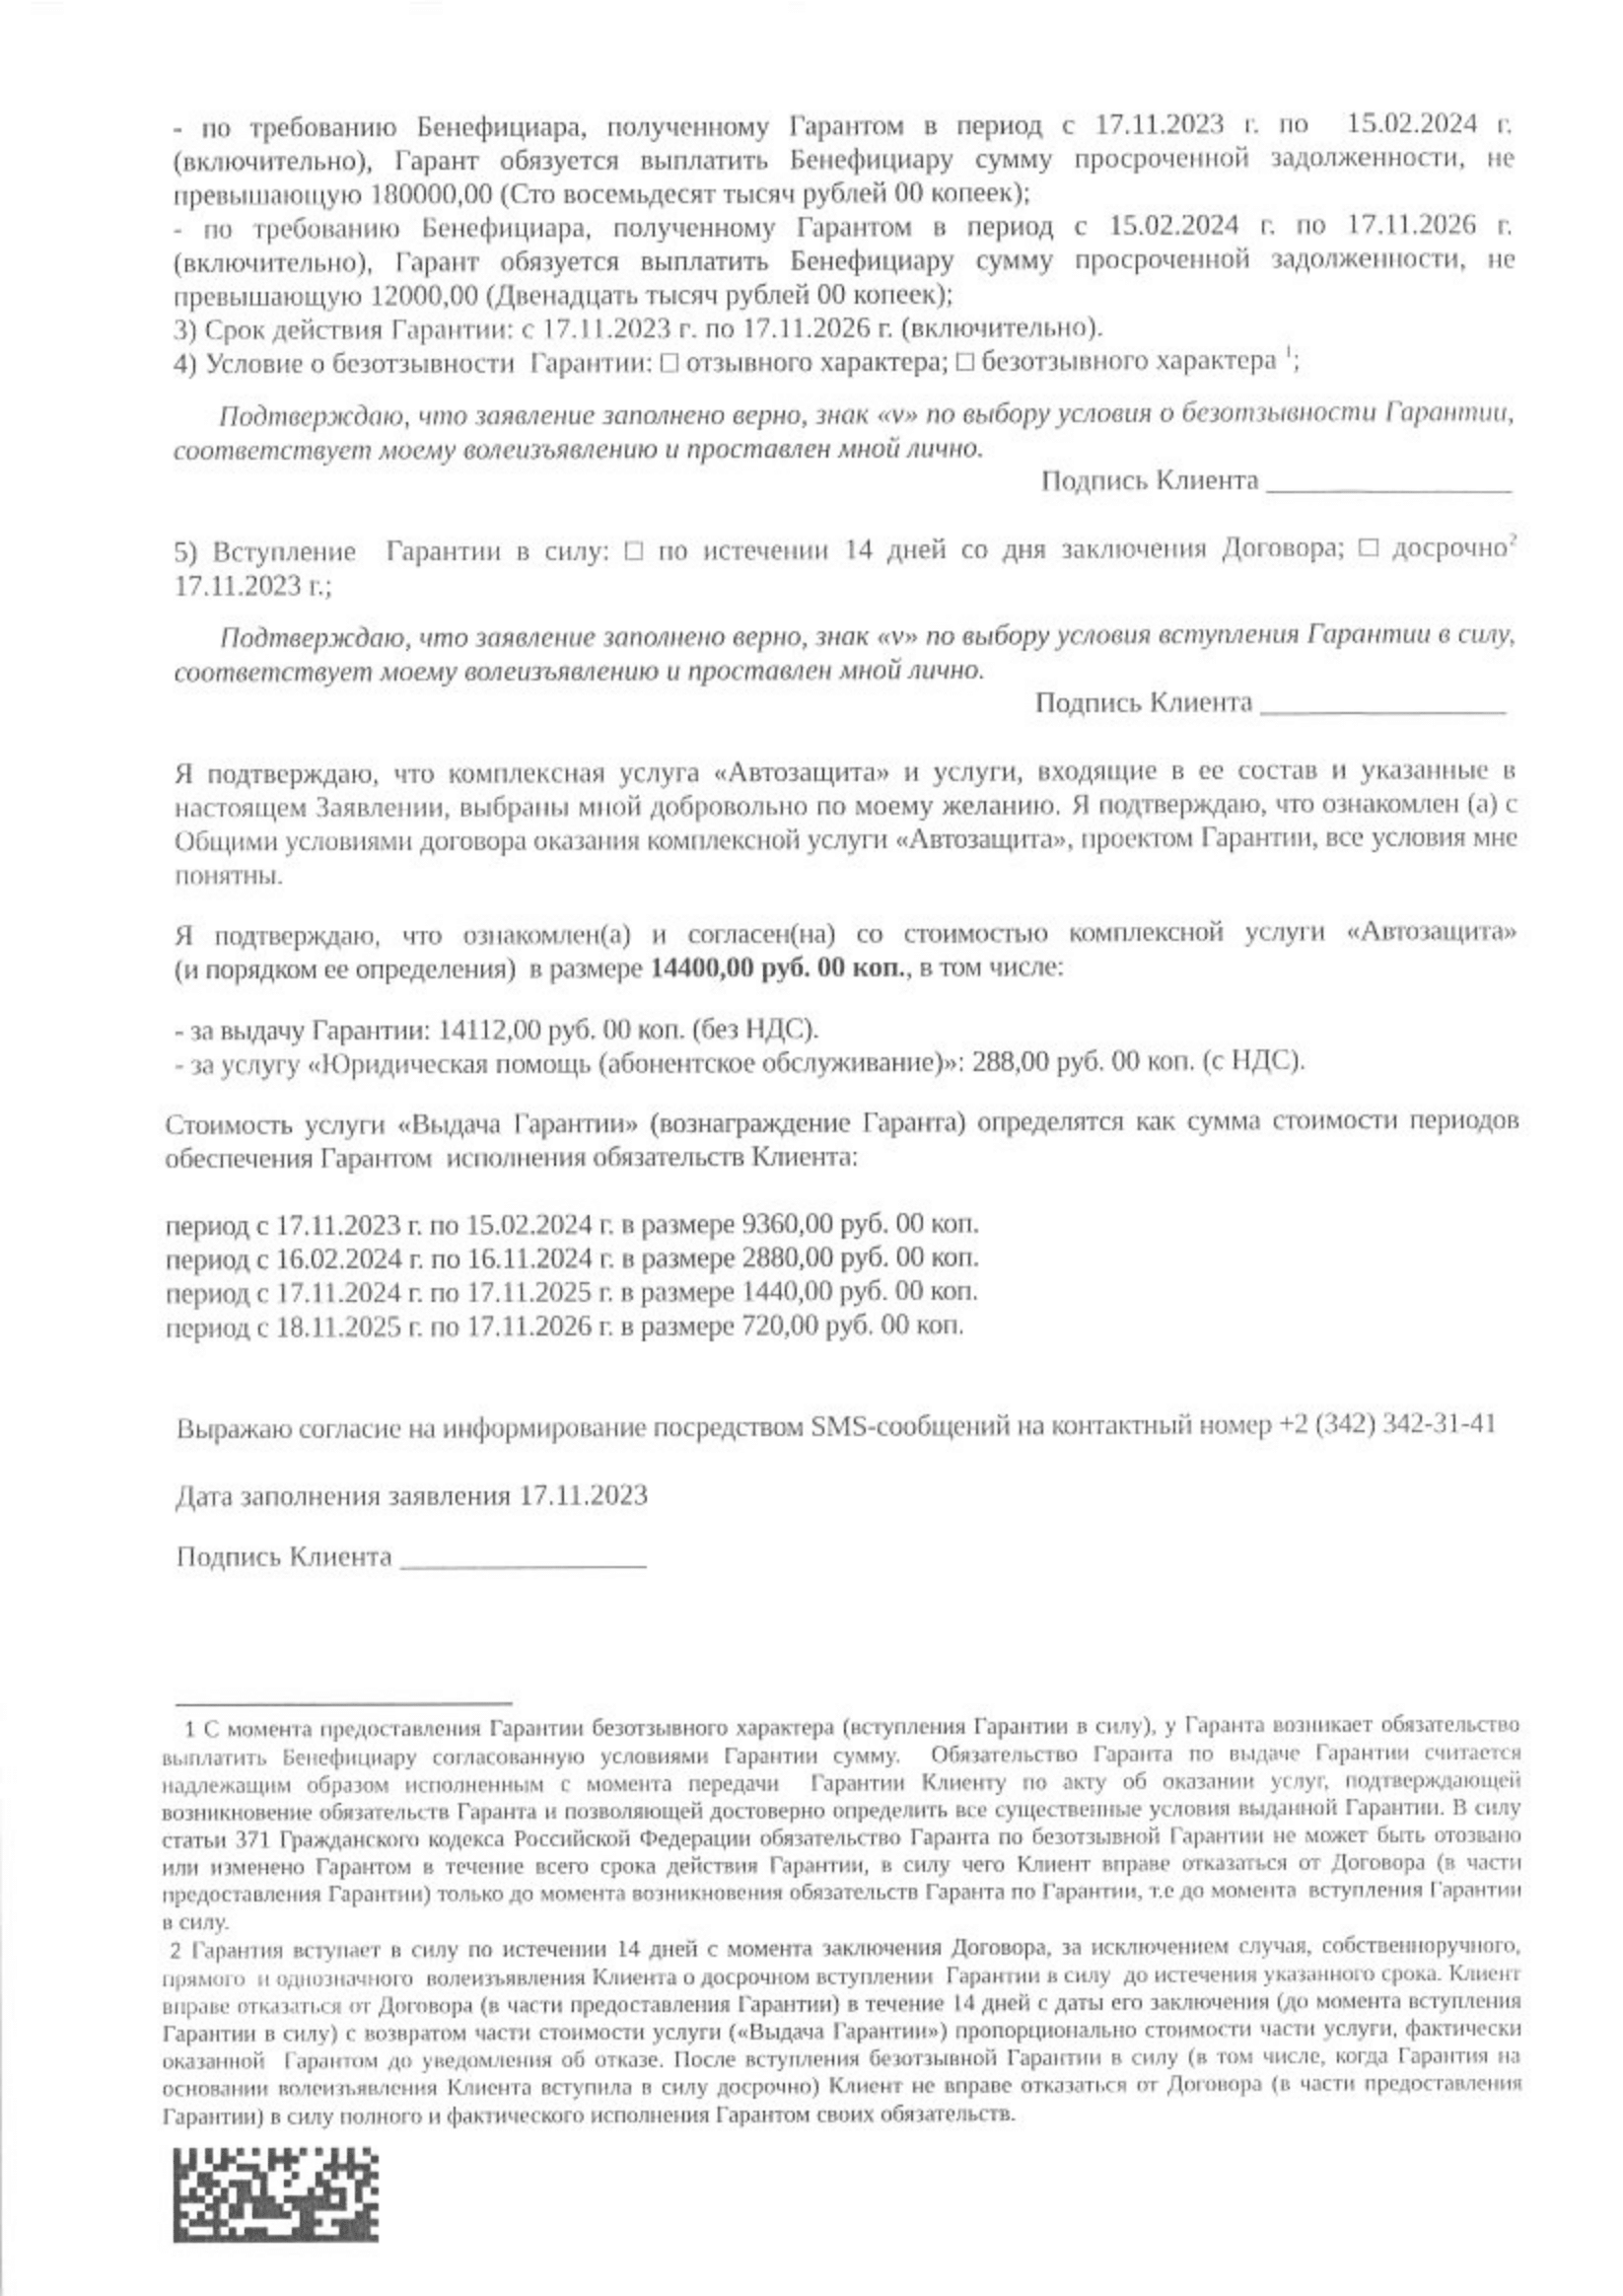 - по требованию Бенефициара, полученному Гарантом в период с 17.11.2023 г. по 15.02.2024 г.
(включительно), Гарант обязуется выплатить Бенефициару сумму просроченной задолженности, не
превышающую 180000,00 (Сто восемьдесят тысяч рублей 00 копеек);
- по требованию Бенефициара, полученному Гарантом в период с 15.02.2024 г. по 17.11.2026 г.
(включительно), Гарант обязуется выплатить Бенефициару сумму просроченной задолженности, не
превышающую 12000,00 (Двенадцать тысяч рублей 00 копеек);
3) Срок действия Гарантии: с 17.11.2023 г. по 17.11.2026 г. (включительно).
4) Условие о безотзывности Гарантии: □ отзывного характера; □ безотзывного характера ¹;
Подтверждаю, что заявление заполнено верно, знак «v» по выбору условия о безотзывности Гарантии,
соответствует моему волеизъявлению и проставлен мной лично.
Подпись Клиента _________________
5) Вступление Гарантии в силу: □ по истечении 14 дней со дня заключения Договора; □ досрочно²
17.11.2023 г.;
Подтверждаю, что заявление заполнено верно, знак «v» по выбору условия вступления Гарантии в силу,
соответствует моему волеизъявлению и проставлен мной лично.
Подпись Клиента _________________
Я подтверждаю, что комплексная услуга «Автозащита» и услуги, входящие в ее состав и указанные в
настоящем Заявлении, выбраны мной добровольно по моему желанию. Я подтверждаю, что ознакомлен (а) с
Общими условиями договора оказания комплексной услуги «Автозащита», проектом Гарантии, все условия мне
понятны.
Я подтверждаю, что ознакомлен(а) и согласен(на) со стоимостью комплексной услуги «Автозащита»
(и порядком ее определения) в размере 14400,00 руб. 00 коп., в том числе:
- за выдачу Гарантии: 14112,00 руб. 00 коп. (без НДС).
- за услугу «Юридическая помощь (абонентское обслуживание)»: 288,00 руб. 00 коп. (с НДС).
Стоимость услуги «Выдача Гарантии» (вознаграждение Гаранта) определятся как сумма стоимости периодов
обеспечения Гарантом исполнения обязательств Клиента:
период с 17.11.2023 г. по 15.02.2024 г. в размере 9360,00 руб. 00 коп.
период с 16.02.2024 г. по 16.11.2024 г. в размере 2880,00 руб. 00 коп.
период с 17.11.2024 г. по 17.11.2025 г. в размере 1440,00 руб. 00 коп.
период с 18.11.2025 г. по 17.11.2026 г. в размере 720,00 руб. 00 коп.
Выражаю согласие на информирование посредством SMS-сообщений на контактный номер +2 (342) 342-31-41
Дата заполнения заявления 17.11.2023
Подпись Клиента _________________
1 С момента предоставления Гарантии безотзывного характера (вступления Гарантии в силу), у Гаранта возникает обязательство
выплатить Бенефициару согласованную условиями Гарантии сумму. Обязательство Гаранта по выдаче Гарантии считается
надлежащим образом исполненным с момента передачи Гарантии Клиенту по акту об оказании услуг, подтверждающей
возникновение обязательств Гаранта и позволяющей достоверно определить все существенные условия выданной Гарантии. В силу
статьи 371 Гражданского кодекса Российской Федерации обязательство Гаранта по безотзывной Гарантии не может быть отозвано
или изменено Гарантом в течение всего срока действия Гарантии, в силу чего Клиент вправе отказаться от Договора (в части
предоставления Гарантии) только до момента возникновения обязательств Гаранта по Гарантии, т.е до момента вступления Гарантии
в силу.
2 Гарантия вступает в силу по истечении 14 дней с момента заключения Договора, за исключением случая, собственноручного,
прямого и однозначного волеизъявления Клиента о досрочном вступлении Гарантии в силу до истечения указанного срока. Клиент
вправе отказаться от Договора (в части предоставления Гарантии) в течение 14 дней с даты его заключения (до момента вступления
Гарантии в силу) с возвратом части стоимости услуги («Выдача Гарантии») пропорционально стоимости части услуги, фактически
оказанной Гарантом до уведомления об отказе. После вступления безотзывной Гарантии в силу (в том числе, когда Гарантия на
основании волеизъявления Клиента вступила в силу досрочно) Клиент не вправе отказаться от Договора (в части предоставления
Гарантии) в силу полного и фактического исполнения Гарантом своих обязательств.